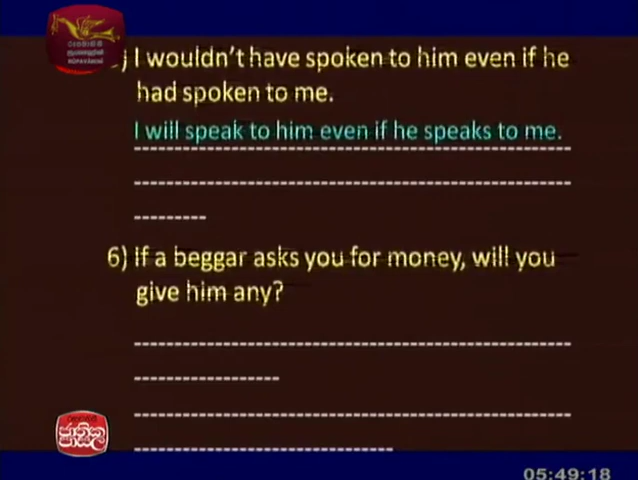 ) I wouldn't have spoken to him even if he
had spoken to me.
I will speak to him even if he speaks to me.
6) If a beggar asks you for money, will you
give him any?
05:49:18